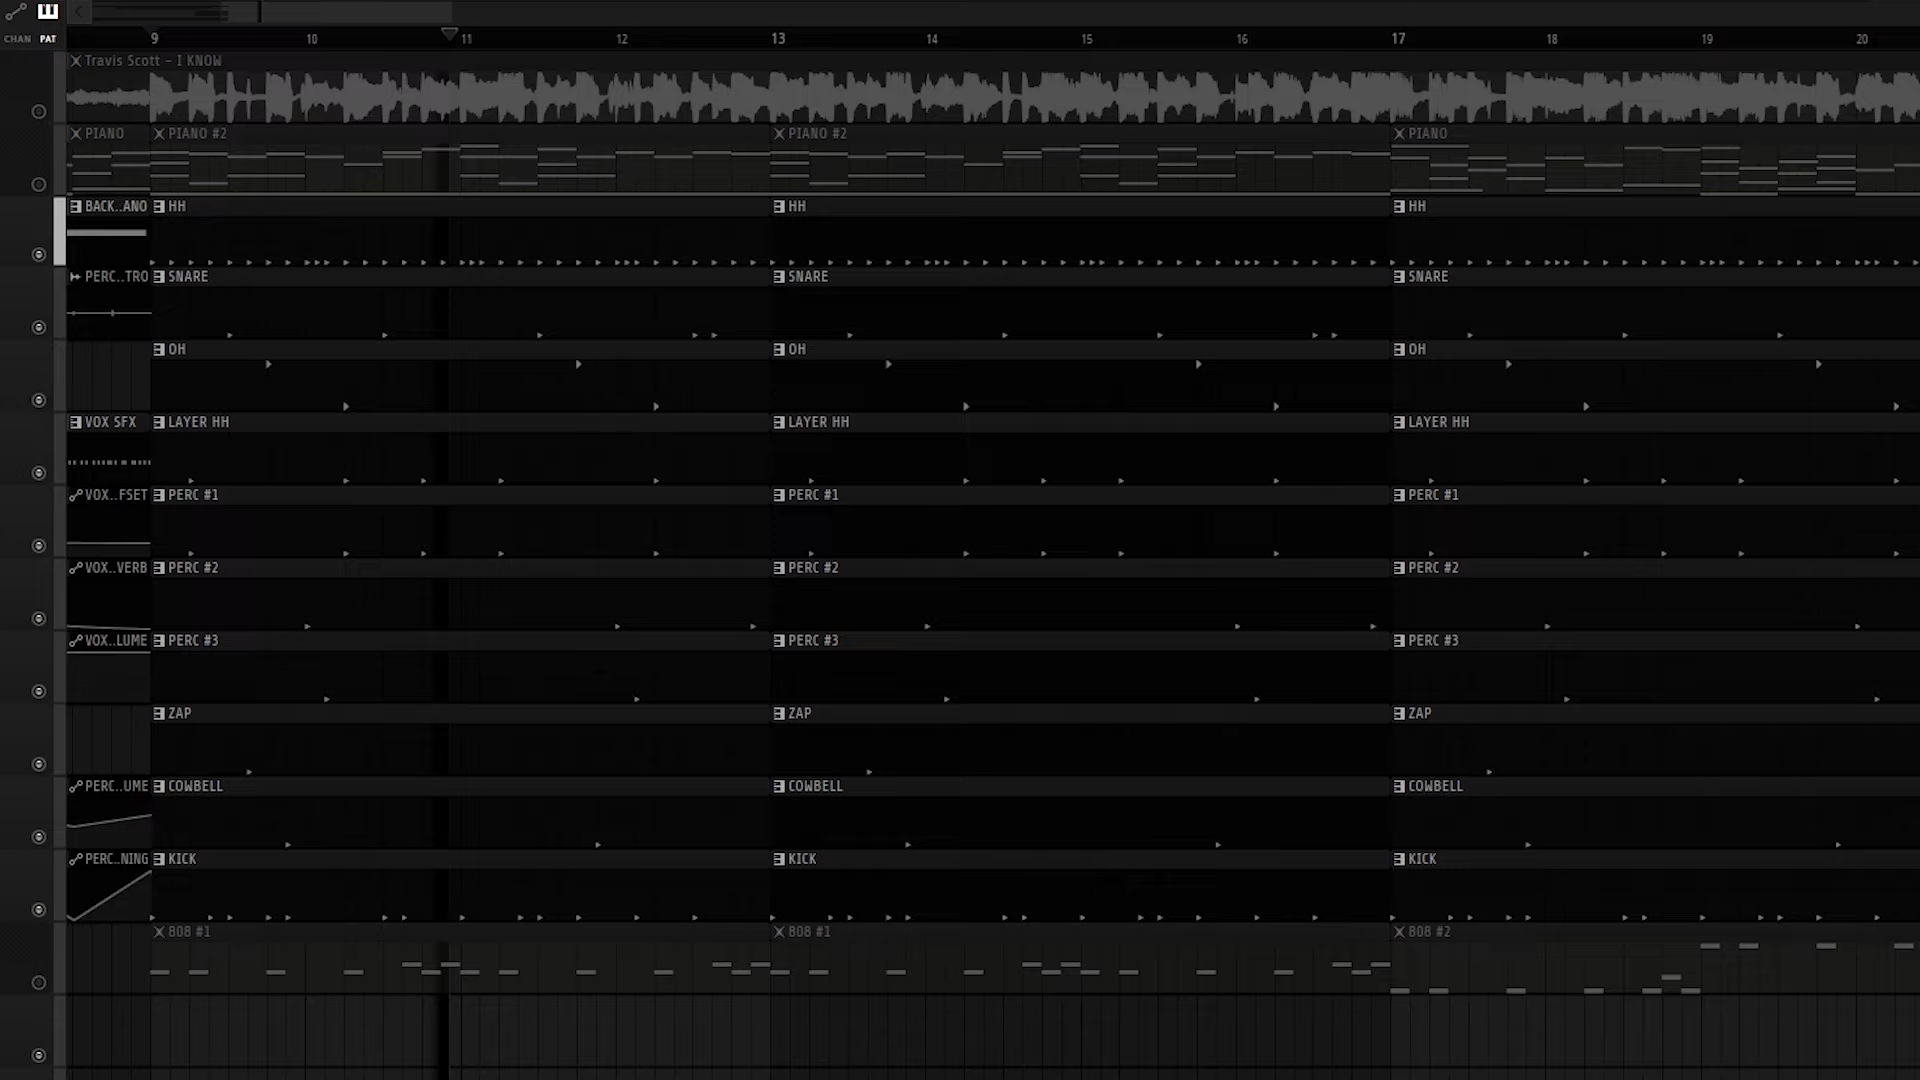 CHAN PAT
9 10 11 12 13 14 15 16 17 18 19 20
Travis Scott - I KNOW
PIANO PIANO #2 PIANO #2 PIANO
BACK..ANO HH HH HH
PERC..TRO SNARE SNARE SNARE
OH OH OH
VOX SFX LAYER HH LAYER HH LAYER HH
VOX..FSET PERC #1 PERC #1 PERC #1
VOX..VERB PERC #2 PERC #2 PERC #2
VOX..LUME PERC #3 PERC #3 PERC #3
ZAP ZAP ZAP
PERC..UME COWBELL COWBELL COWBELL
PERC..NING KICK KICK KICK
808 #1 808 #1 808 #2